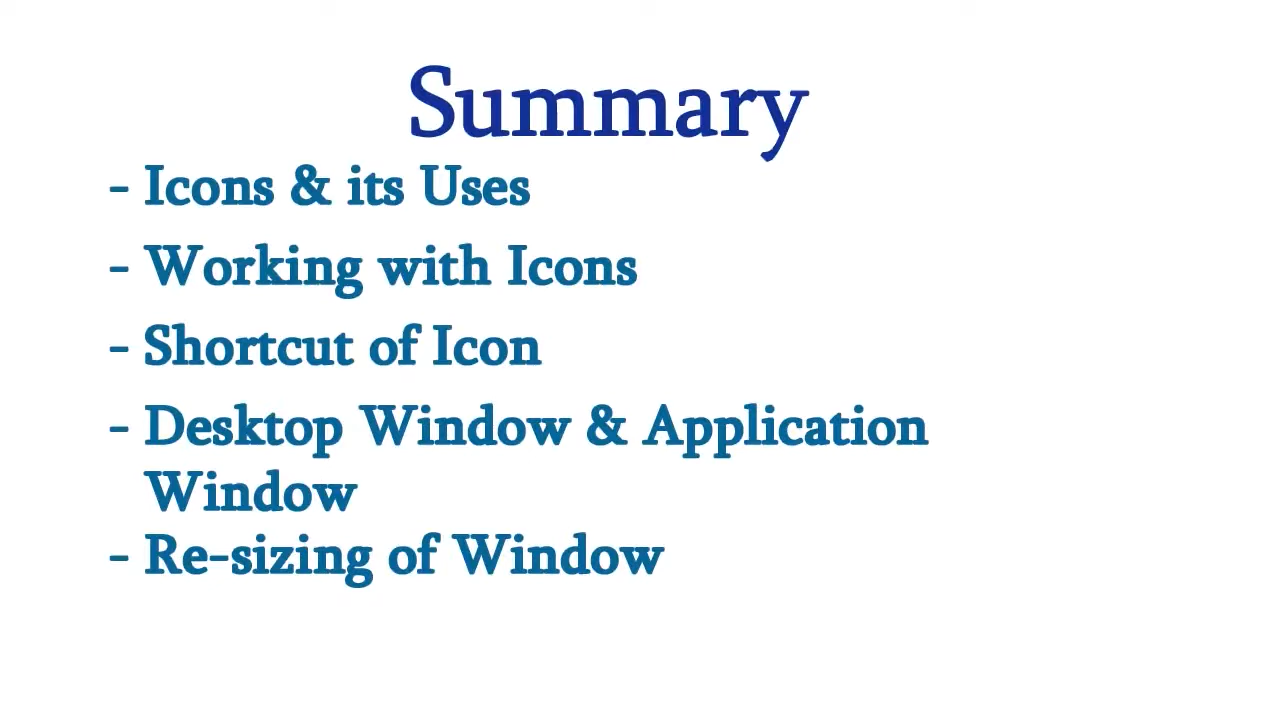 Summary
- Icons & its Uses
- Working with Icons
- Shortcut of Icon
- Desktop Window & Application
Window
- Re-sizing of Window